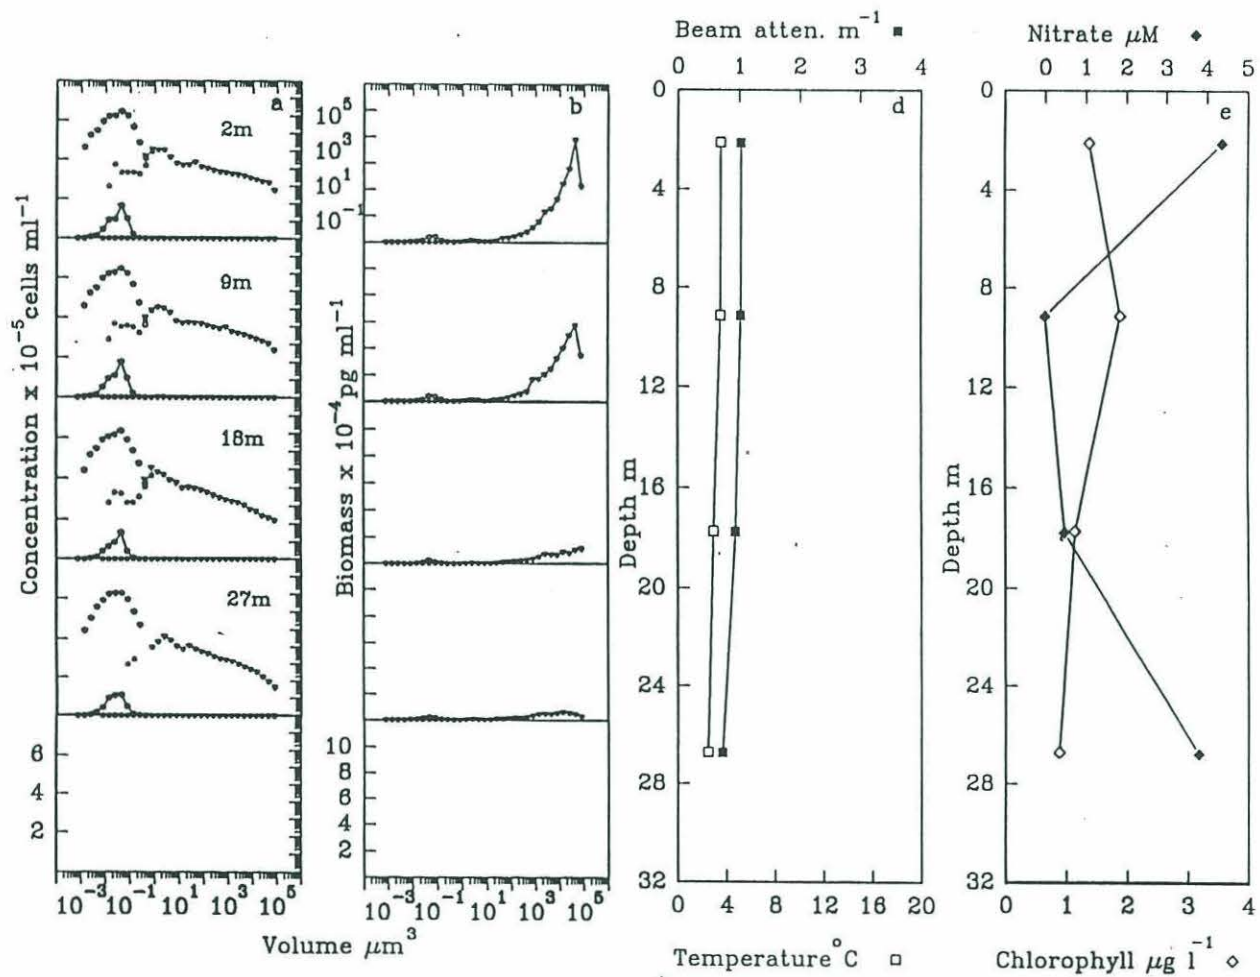 Beam atten. m⁻¹ ■
0 1 2 3 4
Nitrate μM ◆
0 1 2 3 4 5
Concentration x 10⁻⁵ cells ml⁻¹
a
2m
9m
18m
27m
6
4
2
10⁻³ 10⁻¹ 10¹ 10³ 10⁵
Biomass x 10⁻⁴ pg ml⁻¹
b
10⁵
10³
10¹
10⁻¹
10
8
6
4
2
10⁻³ 10⁻¹ 10¹ 10³ 10⁵
Volume μm³
Depth m
d
0
4
8
12
16
20
24
28
32
0 4 8 12 16 20
Temperature °C □
Depth m
e
0
4
8
12
16
20
24
28
32
0 1 2 3 4
Chlorophyll μg l⁻¹ ◇